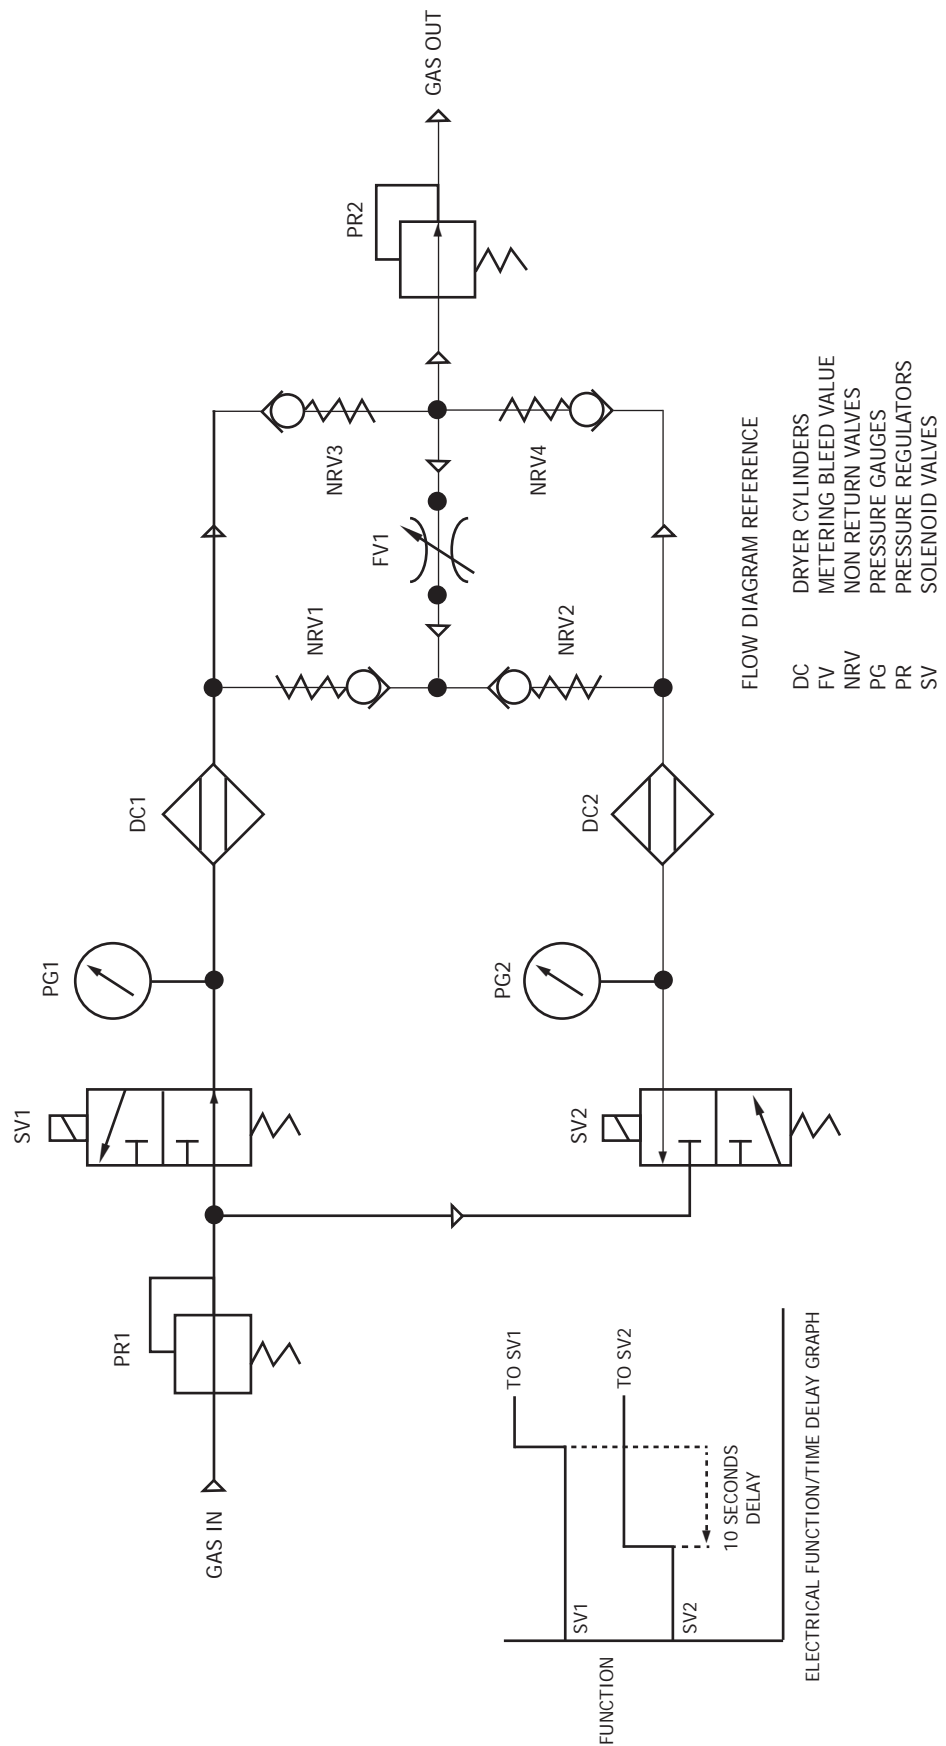 GAS IN
PR1
SV1
PG1
DC1
NRV1
NRV3
FV1
PR2
GAS OUT
NRV2
NRV4
SV2
PG2
DC2
FLOW DIAGRAM REFERENCE
DC DRYER CYLINDERS
FV METERING BLEED VALUE
NRV NON RETURN VALVES
PG PRESSURE GAUGES
PR PRESSURE REGULATORS
SV SOLENOID VALVES
FUNCTION
SV1
TO SV1
SV2
TO SV2
10 SECONDS
DELAY
ELECTRICAL FUNCTION/TIME DELAY GRAPH